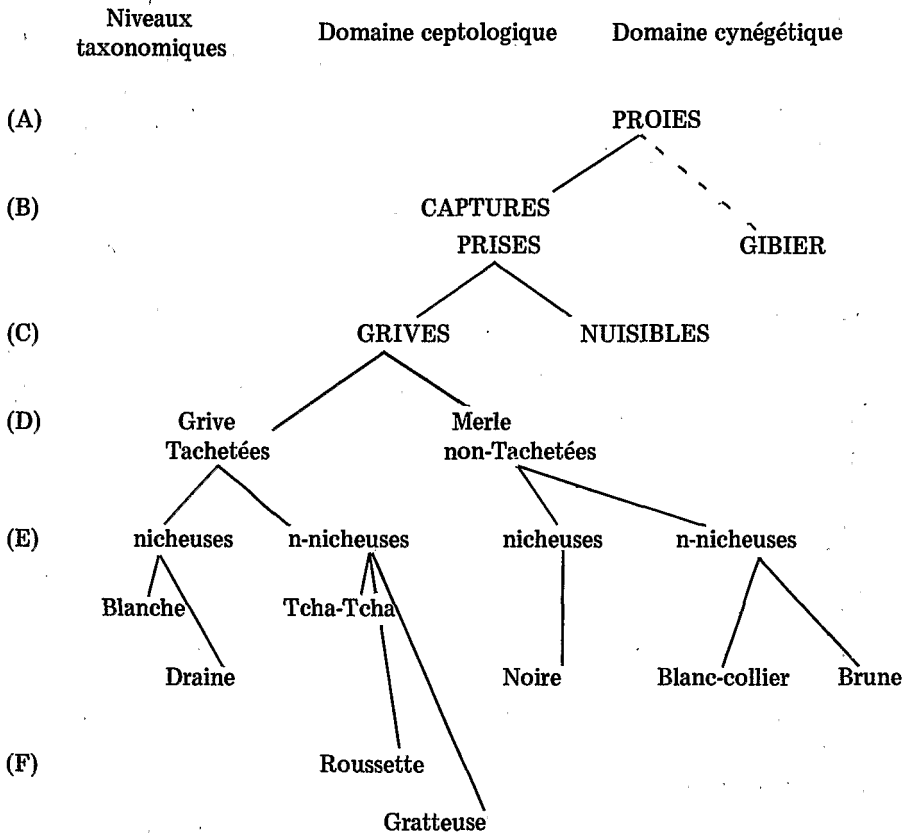 Niveaux
taxonomiques
Domaine ceptologique
Domaine cynégétique
(A)
PROIES
(B)
CAPTURES
PRISES
GIBIER
(C)
GRIVES
NUISIBLES
(D)
Grive
Tachetées
Merle
non-Tachetées
(E)
nicheuses
n-nicheuses
nicheuses
n-nicheuses
Blanche
Tcha-Tcha
Draine
Noire
Blanc-collier
Brune
(F)
Roussette
Gratteuse